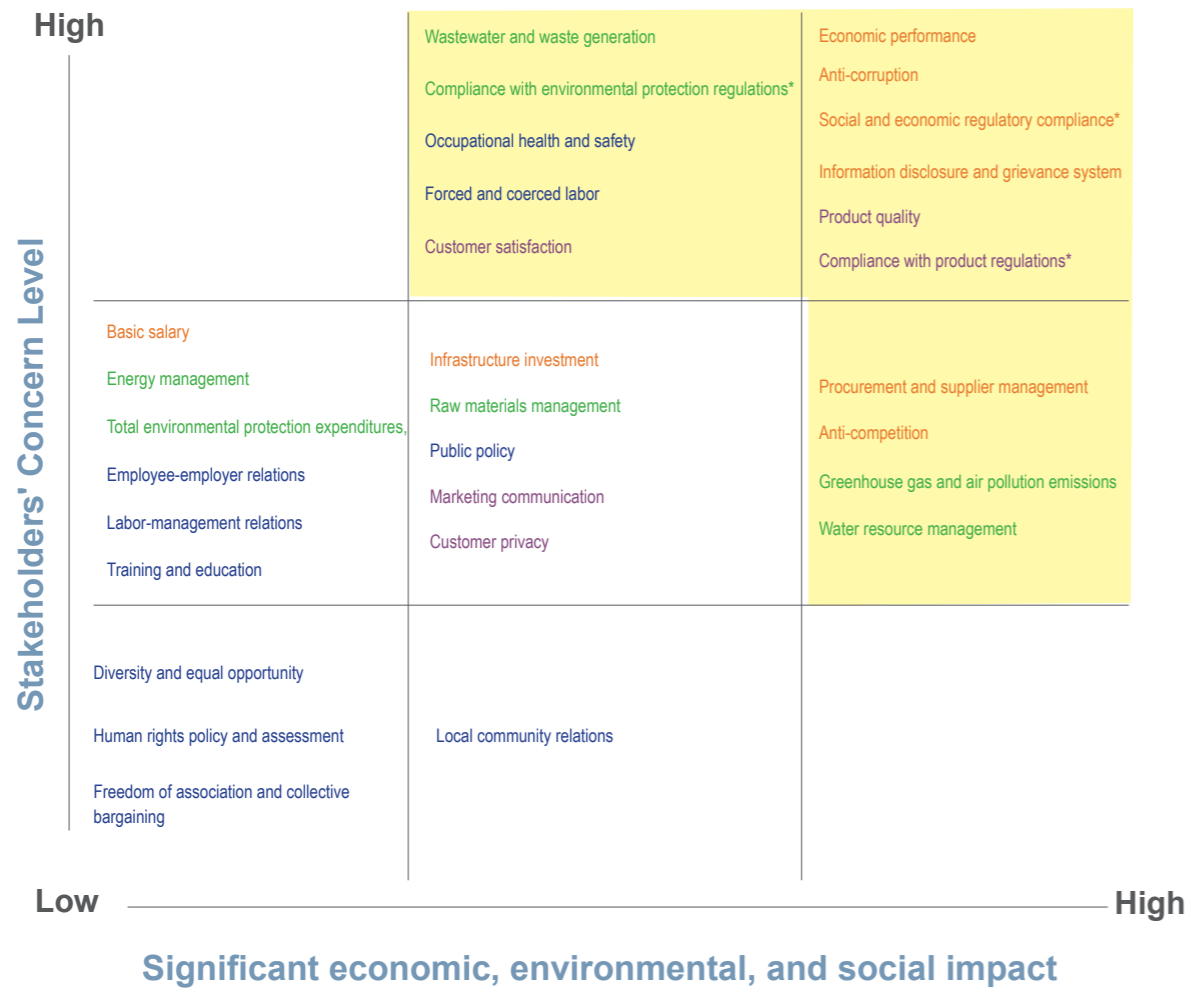 High
Stakeholders' Concern Level
Wastewater and waste generation
Compliance with environmental protection regulations*
Occupational health and safety
Forced and coerced labor
Customer satisfaction
Economic performance
Anti-corruption
Social and economic regulatory compliance*
Information disclosure and grievance system
Product quality
Compliance with product regulations*
Basic salary
Energy management
Total environmental protection expenditures,
Employee-employer relations
Labor-management relations
Training and education
Infrastructure investment
Raw materials management
Public policy
Marketing communication
Customer privacy
Procurement and supplier management
Anti-competition
Greenhouse gas and air pollution emissions
Water resource management
Diversity and equal opportunity
Human rights policy and assessment
Freedom of association and collective
bargaining
Local community relations
Low
High
Significant economic, environmental, and social impact